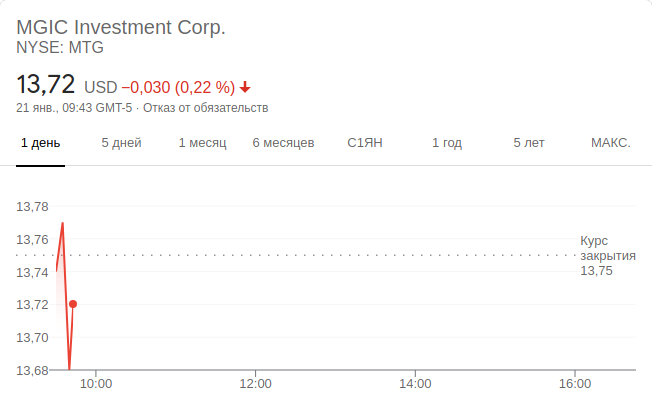 MGIC Investment Corp.
NYSE: MTG
13,72 USD −0,030 (0,22 %)
21 янв., 09:43 GMT-5 · Отказ от обязательств
1 день 5 дней 1 месяц 6 месяцев С1ЯН 1 год 5 лет МАКС.
13,78
13,76
13,74
13,72
13,70
13,68
Курс
закрытия
13,75
10:00 12:00 14:00 16:00